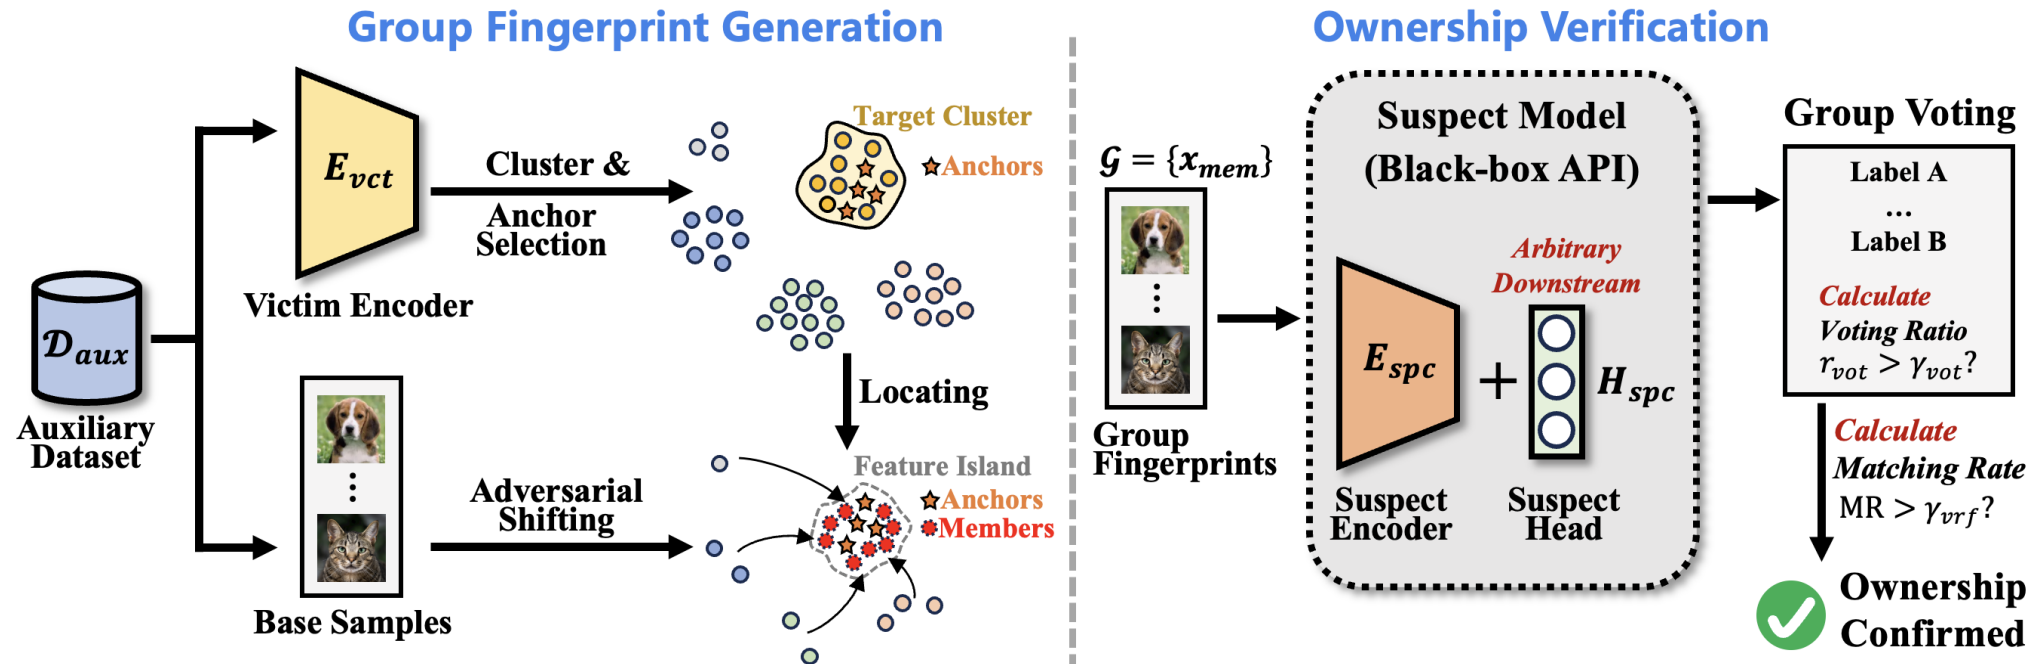 Group Fingerprint Generation
E_vct
Victim Encoder
Cluster &
Anchor
Selection
Target Cluster
Anchors
𝒟_aux
Auxiliary
Dataset
Base Samples
Adversarial
Shifting
Locating
Feature Island
Anchors
Members
Ownership Verification
𝒢 = {x_mem}
Group
Fingerprints
Suspect Model
(Black-box API)
Arbitrary
Downstream
E_spc
+
H_spc
Suspect
Encoder
Suspect
Head
Group Voting
Label A
...
Label B
Calculate
Voting Ratio
r_vot > γ_vot?
Calculate
Matching Rate
MR > γ_vrf?
Ownership
Confirmed